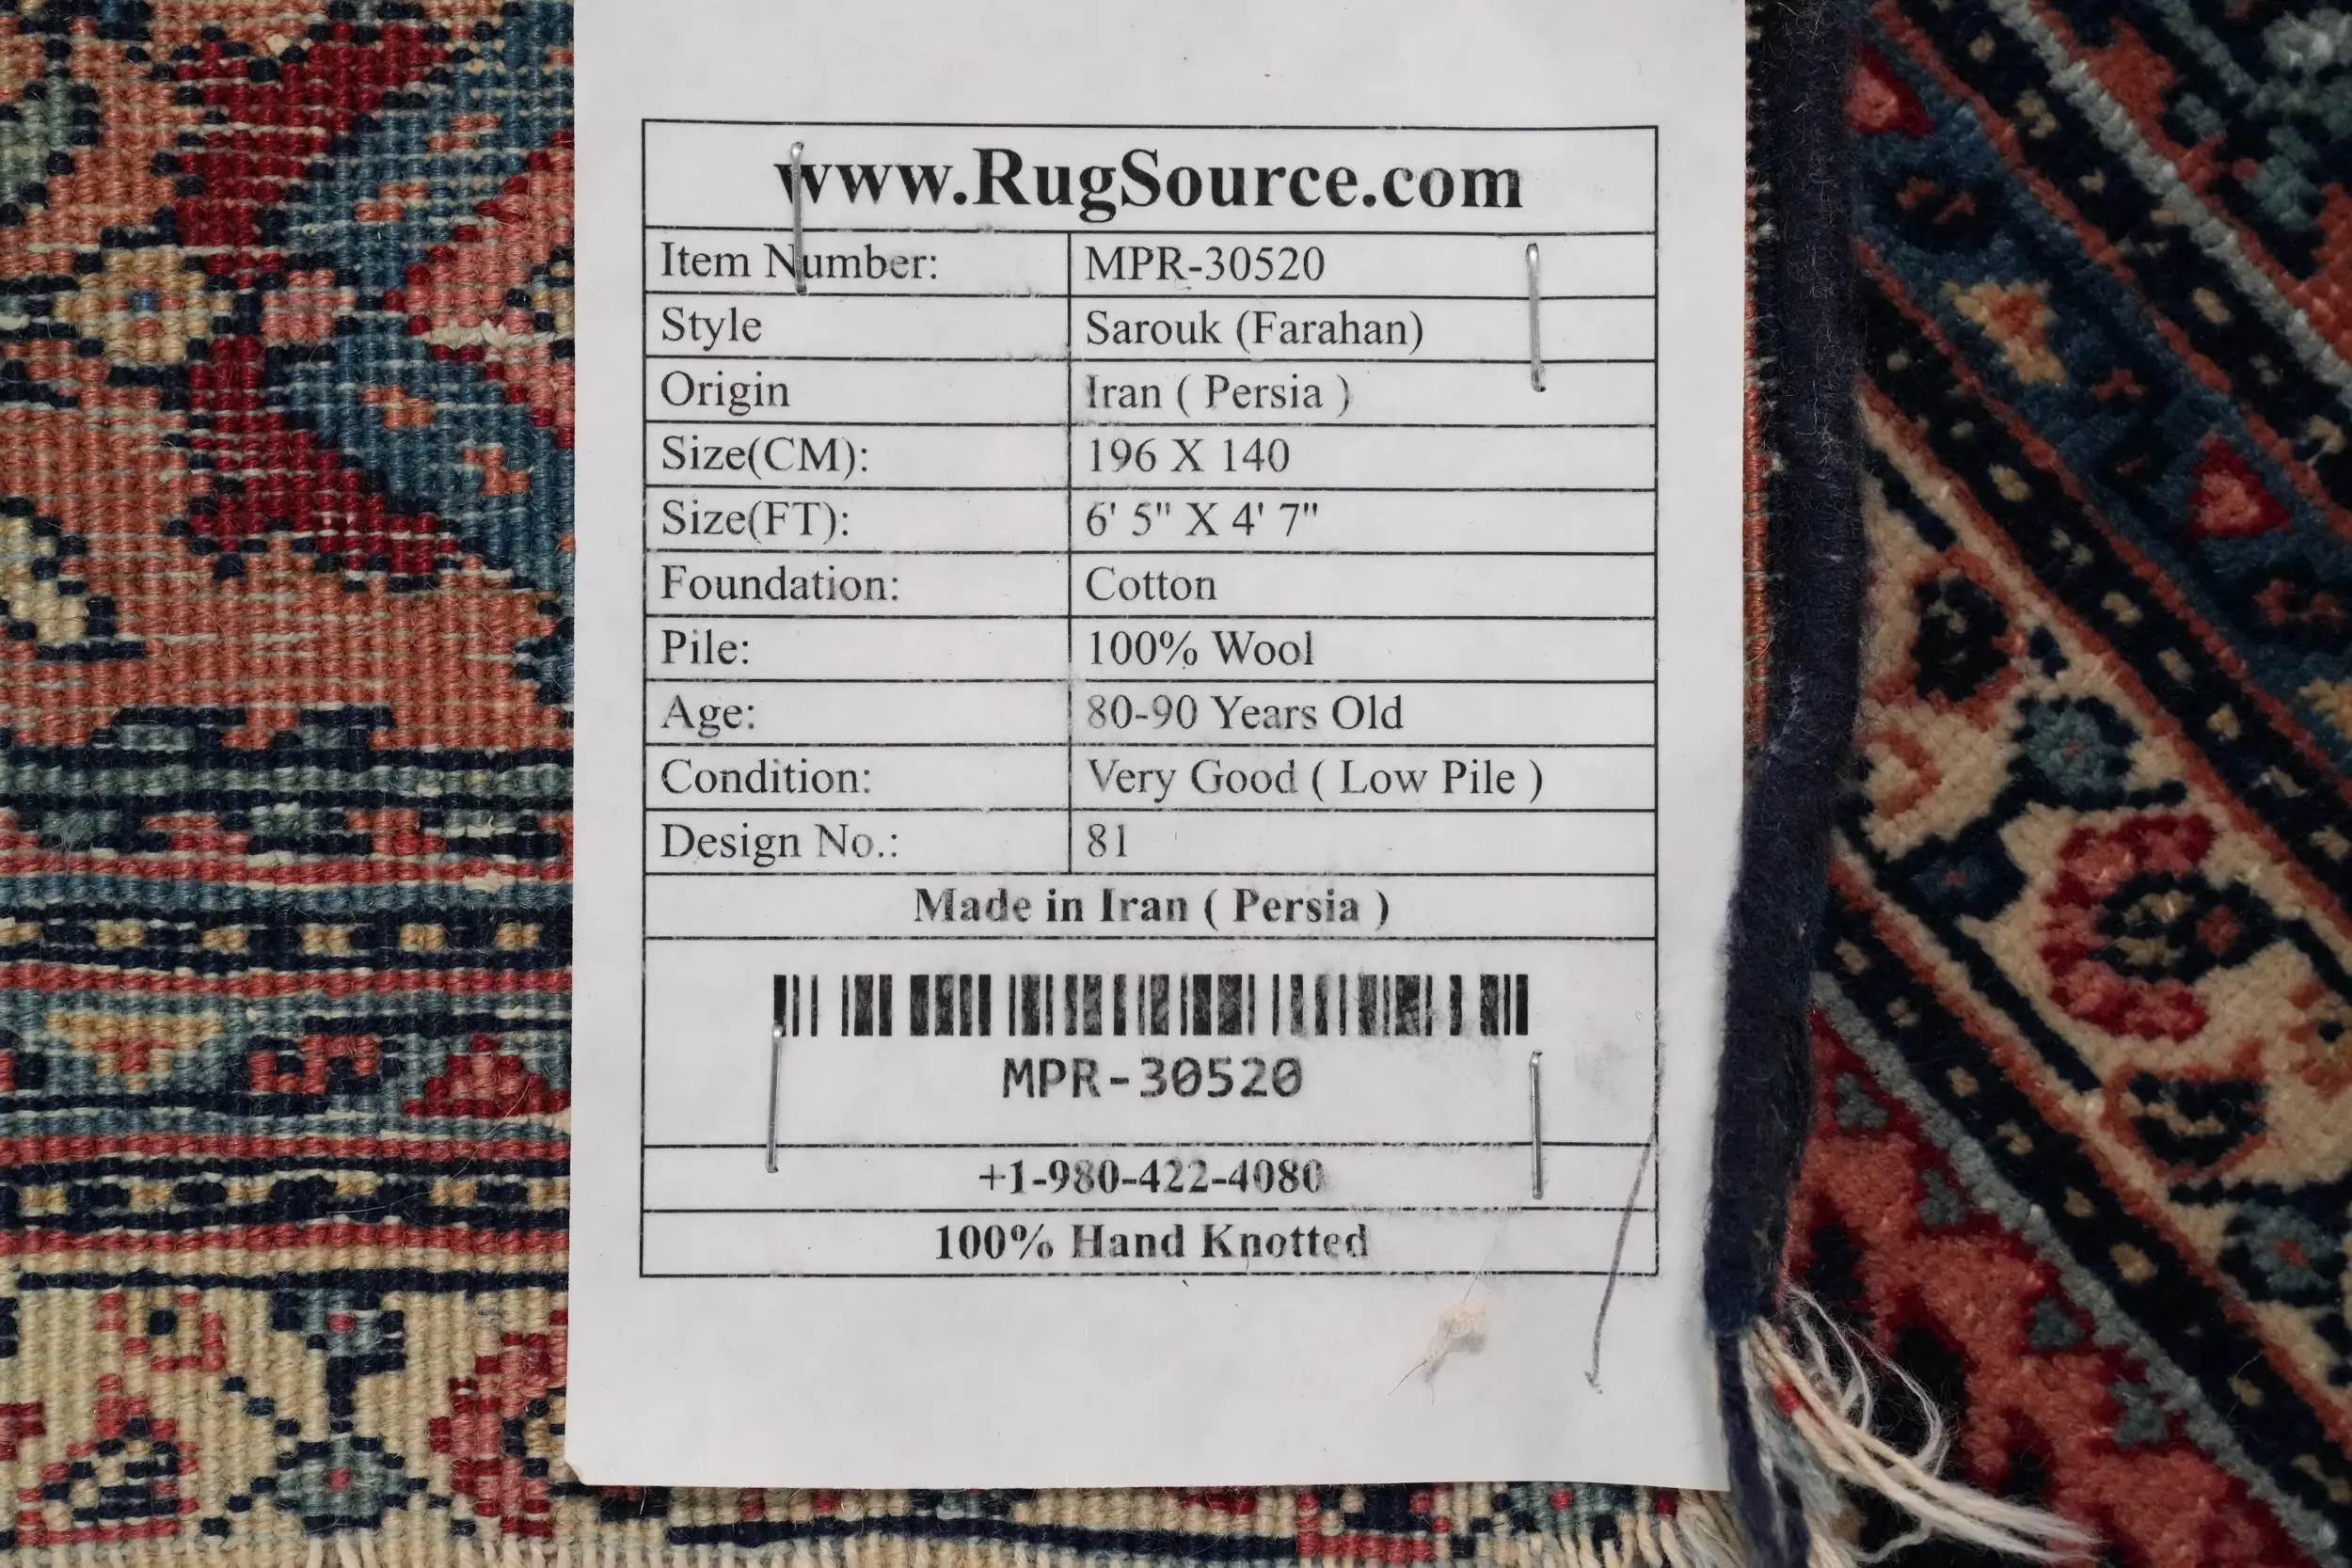 www.RugSource.com
Item Number: MPR-30520
Style Sarouk (Farahan)
Origin Iran ( Persia )
Size(CM): 196 X 140
Size(FT): 6' 5" X 4' 7"
Foundation: Cotton
Pile: 100% Wool
Age: 80-90 Years Old
Condition: Very Good ( Low Pile )
Design No.: 81
Made in Iran ( Persia )
MPR-30520
+1-980-422-4080
100% Hand Knotted